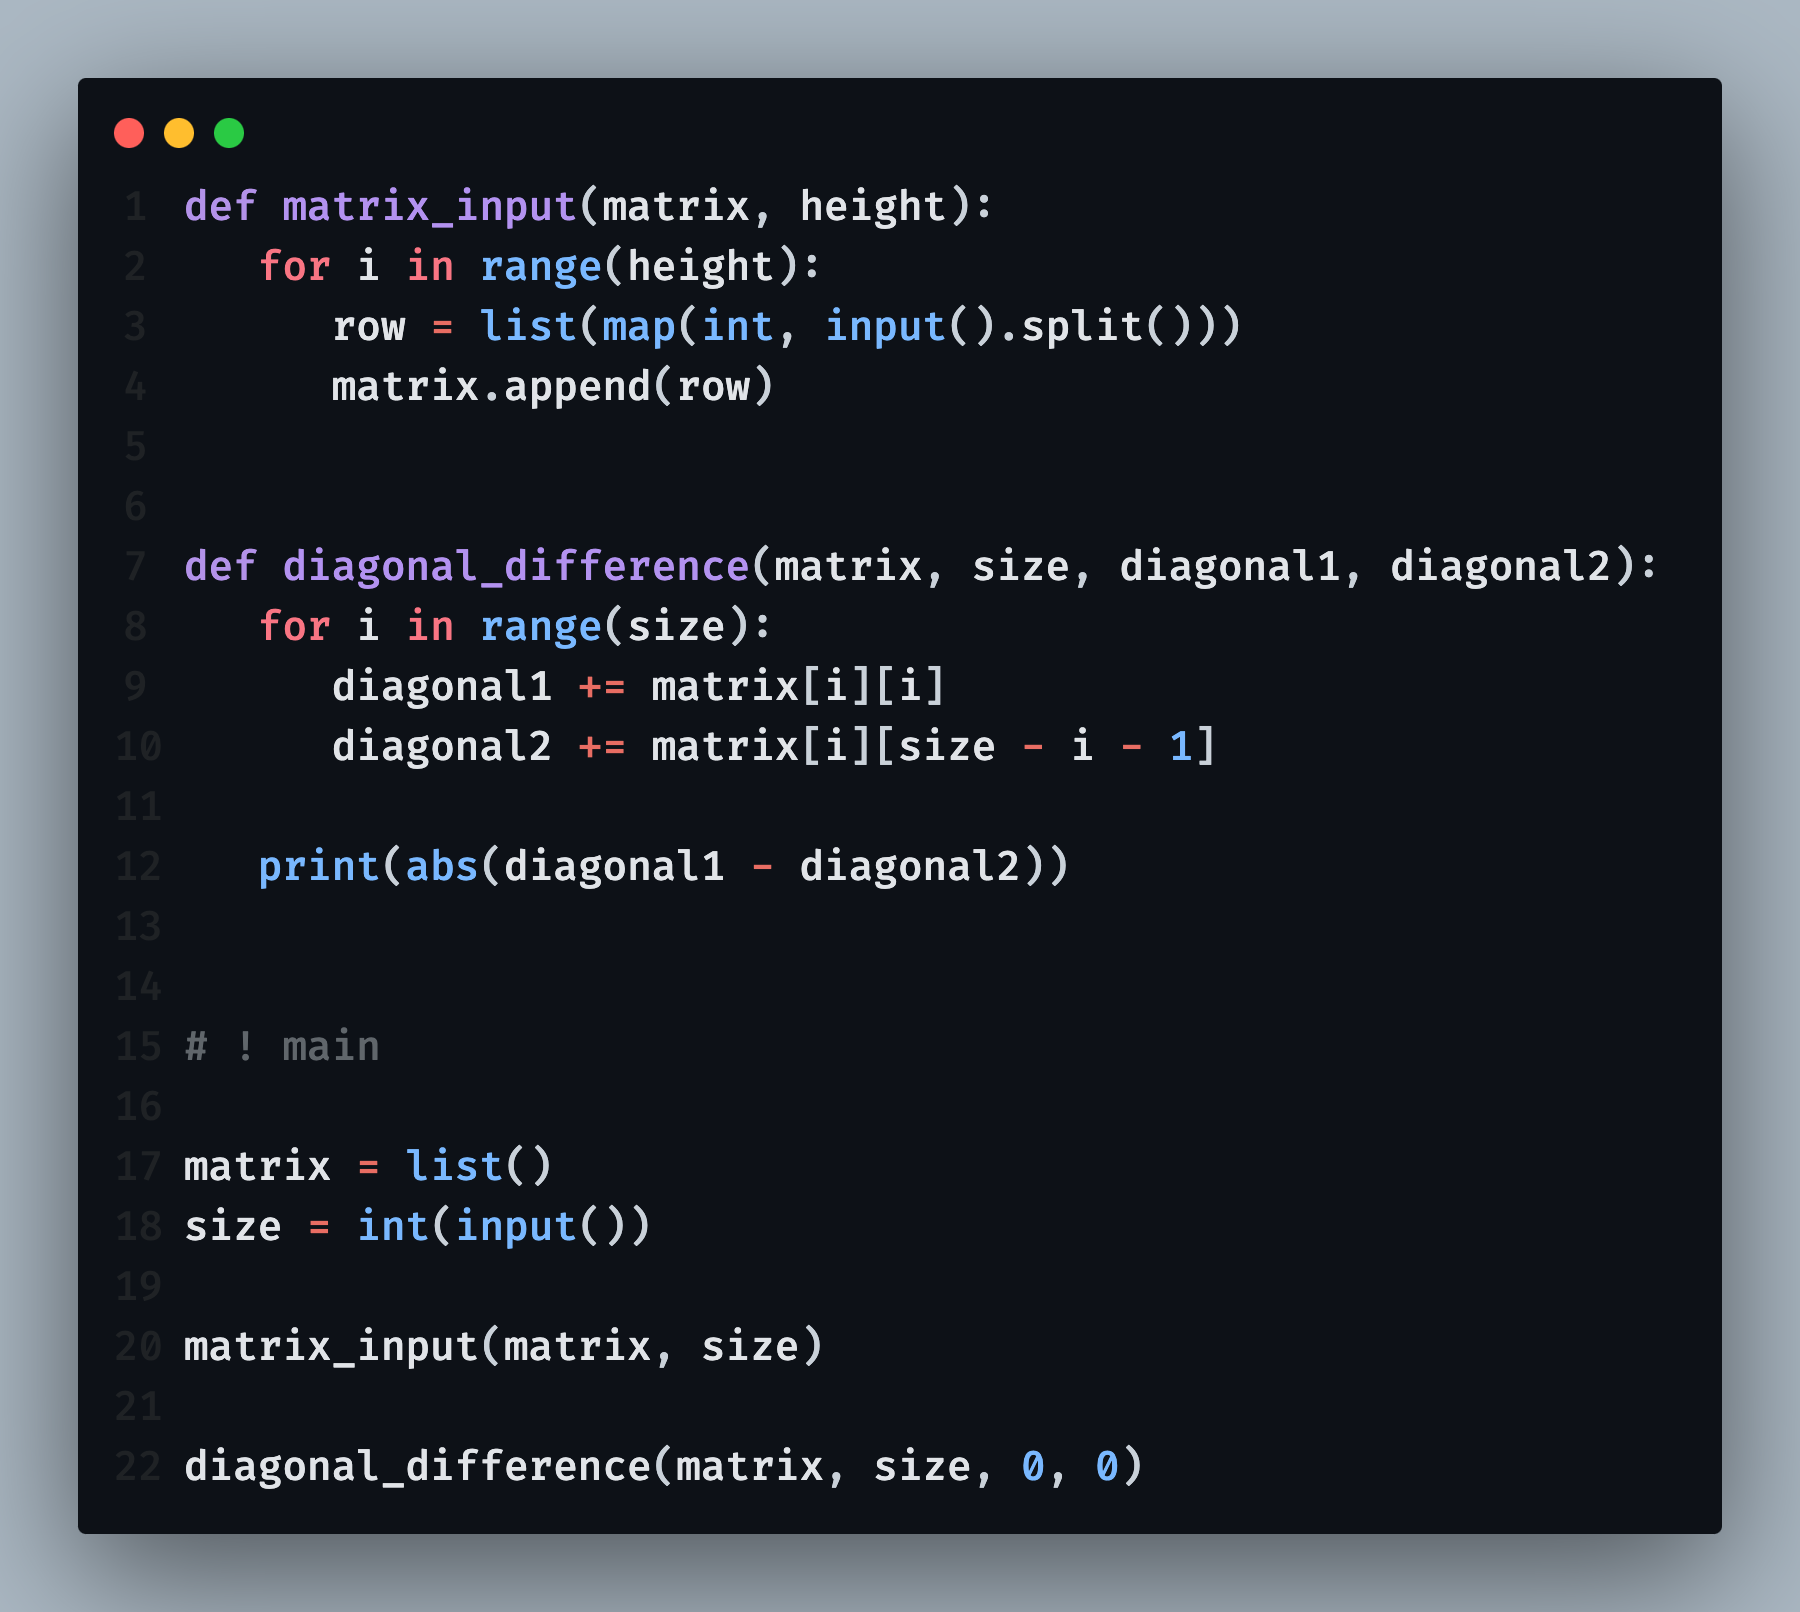 1 def matrix_input(matrix, height):
2    for i in range(height):
3       row = list(map(int, input().split()))
4       matrix.append(row)
5
6
7 def diagonal_difference(matrix, size, diagonal1, diagonal2):
8    for i in range(size):
9       diagonal1 += matrix[i][i]
10       diagonal2 += matrix[i][size - i - 1]
11
12    print(abs(diagonal1 - diagonal2))
13
14
15 # ! main
16
17 matrix = list()
18 size = int(input())
19
20 matrix_input(matrix, size)
21
22 diagonal_difference(matrix, size, 0, 0)